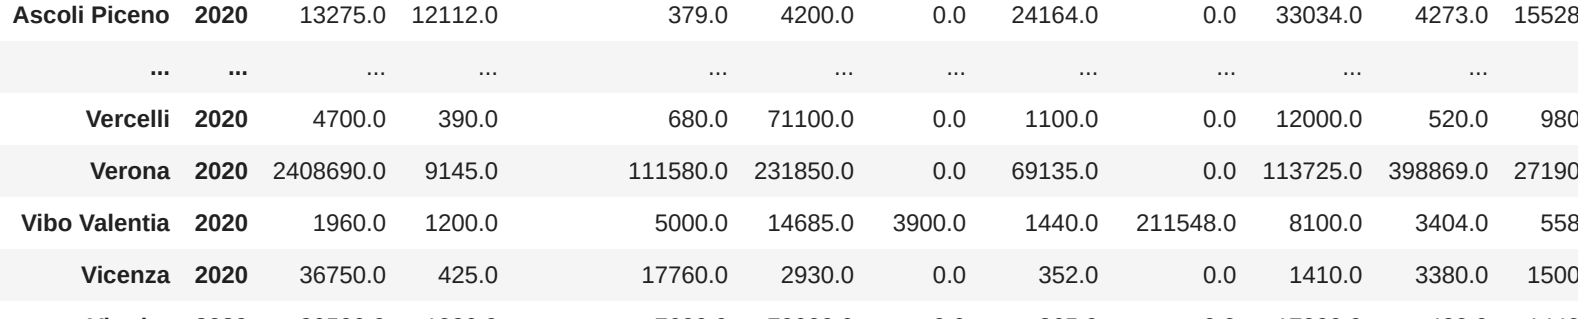 Ascoli Piceno 2020 13275.0 12112.0 379.0 4200.0 0.0 24164.0 0.0 33034.0 4273.0 15528
... ... ... ... ... ... ... ... ... ... ...
Vercelli 2020 4700.0 390.0 680.0 71100.0 0.0 1100.0 0.0 12000.0 520.0 980
Verona 2020 2408690.0 9145.0 111580.0 231850.0 0.0 69135.0 0.0 113725.0 398869.0 27190
Vibo Valentia 2020 1960.0 1200.0 5000.0 14685.0 3900.0 1440.0 211548.0 8100.0 3404.0 558
Vicenza 2020 36750.0 425.0 17760.0 2930.0 0.0 352.0 0.0 1410.0 3380.0 1500